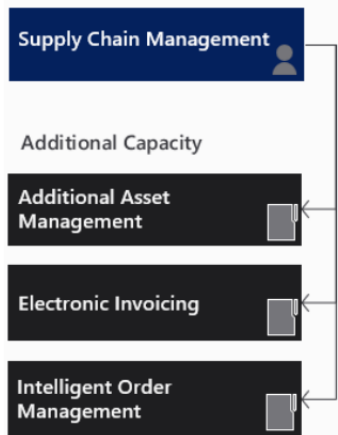 Supply Chain Management
Additional Capacity
Additional Asset
Management
Electronic Invoicing
Intelligent Order
Management